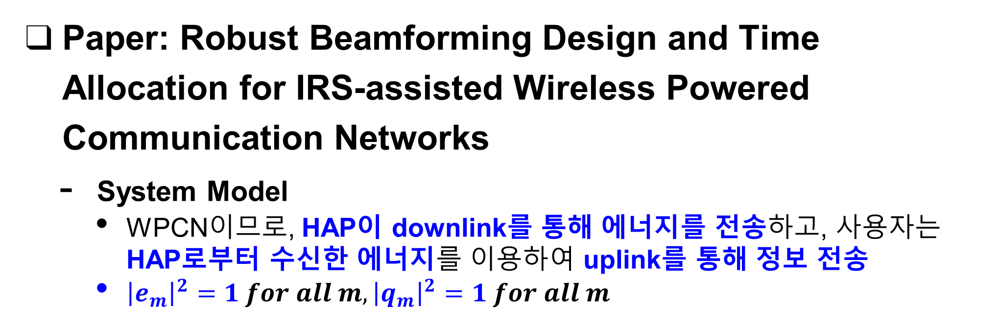 ❑ Paper: Robust Beamforming Design and Time
Allocation for IRS-assisted Wireless Powered
Communication Networks
- System Model
• WPCN이므로, HAP이 downlink를 통해 에너지를 전송하고, 사용자는
HAP로부터 수신한 에너지를 이용하여 uplink를 통해 정보 전송
• |eₘ|² = 1 for all m, |qₘ|² = 1 for all m